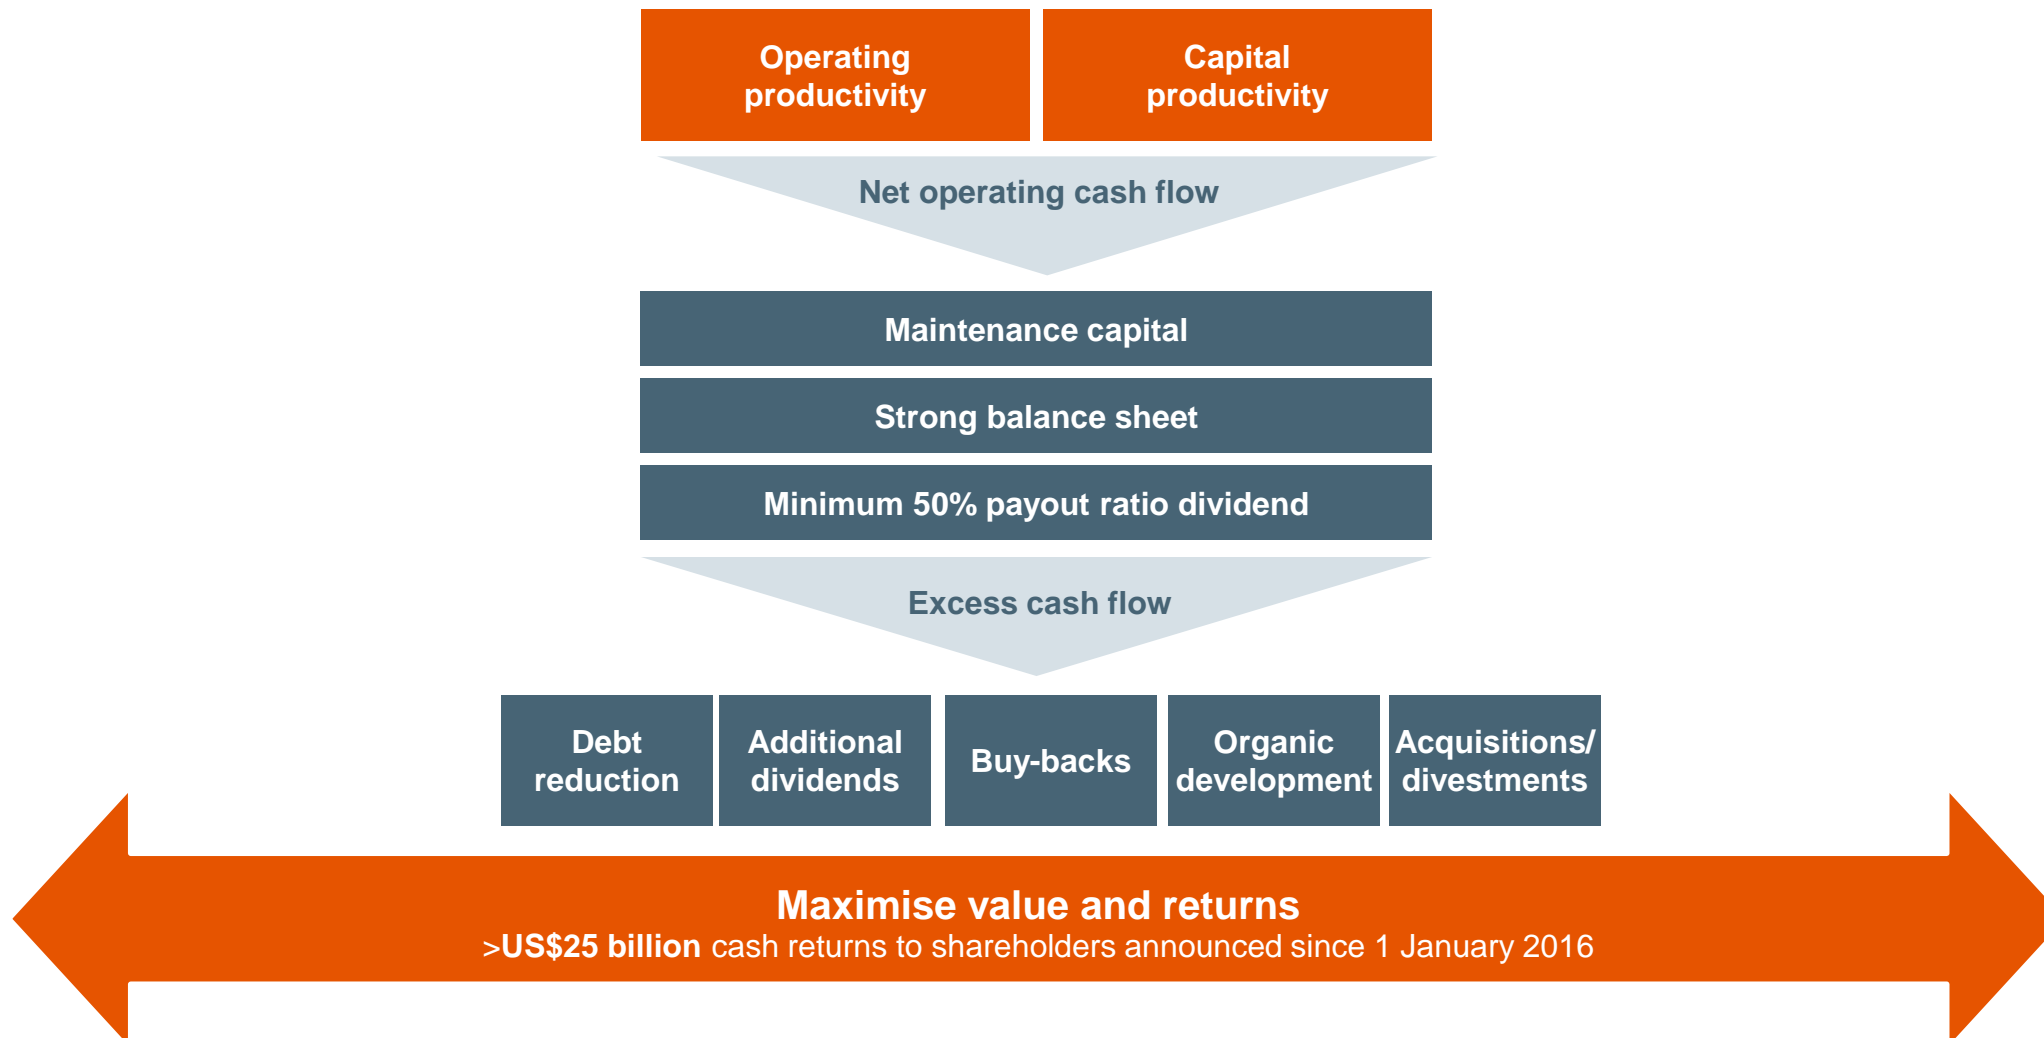 Operating
productivity
Capital
productivity
Net operating cash flow
Maintenance capital
Strong balance sheet
Minimum 50% payout ratio dividend
Excess cash flow
Debt
reduction
Additional
dividends
Buy-backs
Organic
development
Acquisitions/
divestments
Maximise value and returns
>US$25 billion cash returns to shareholders announced since 1 January 2016